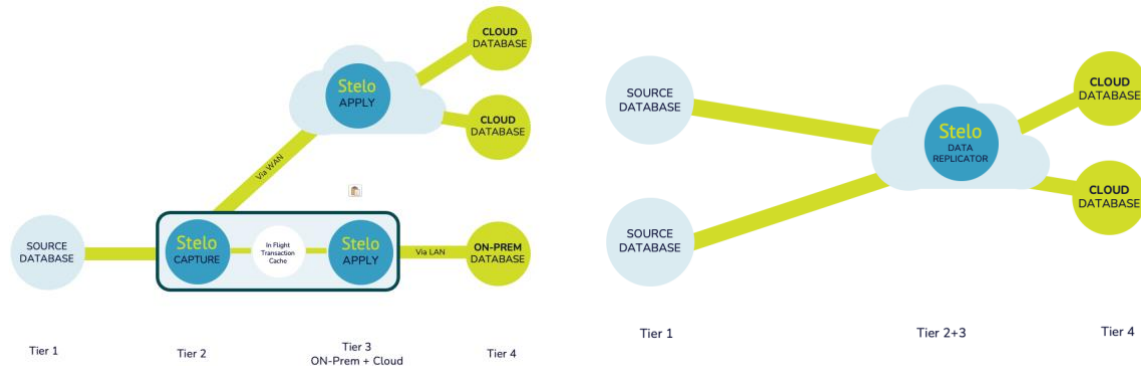 CLOUD
DATABASE
Stelo
APPLY
CLOUD
DATABASE
Via WAN
SOURCE
DATABASE
Stelo
CAPTURE
In Flight
Transaction
Cache
Stelo
APPLY
Via LAN
ON-PREM
DATABASE
Tier 1
Tier 2
Tier 3
ON-Prem + Cloud
Tier 4
SOURCE
DATABASE
SOURCE
DATABASE
Stelo
DATA
REPLICATOR
CLOUD
DATABASE
CLOUD
DATABASE
Tier 1
Tier 2+3
Tier 4